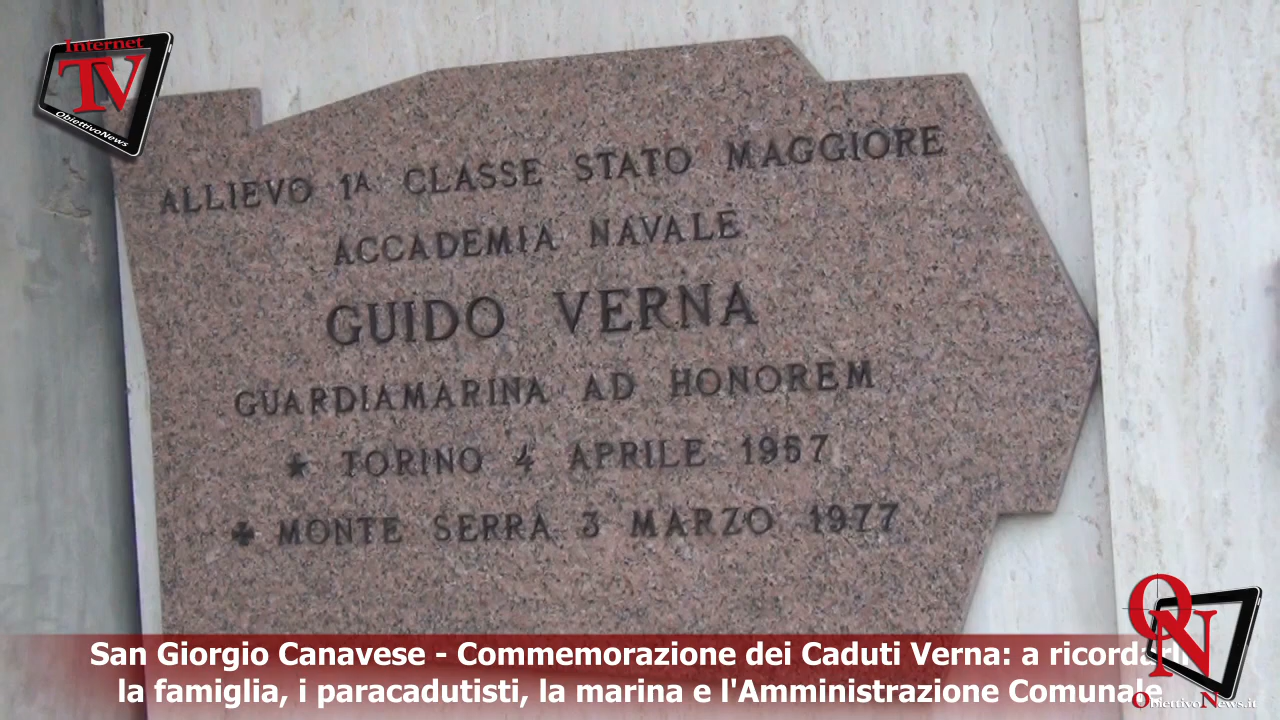 Internet
TV
ObiettivoNews
ALLIEVO 1A CLASSE STATO MAGGIORE
ACCADEMIA NAVALE
GUIDO VERNA
GUARDIAMARINA AD HONOREM
TORINO 4 APRILE 1957
MONTE SERRA 3 MARZO 1977
San Giorgio Canavese - Commemorazione dei Caduti Verna: a ricordarli
la famiglia, i paracadutisti, la marina e l'Amministrazione Comunale
ON
ObiettivoNews.it